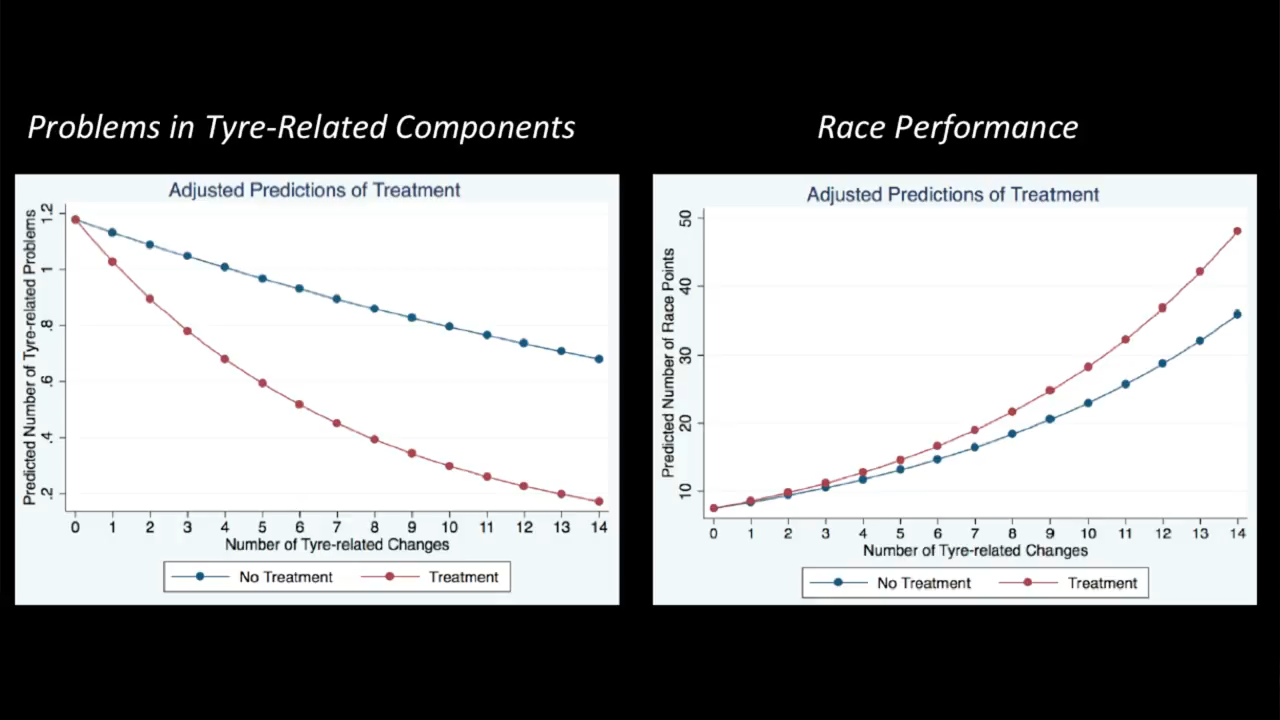 Problems in Tyre-Related Components
Adjusted Predictions of Treatment
Predicted Number of Tyre-related Problems
1.2
1
.8
.6
.4
.2
0 1 2 3 4 5 6 7 8 9 10 11 12 13 14
Number of Tyre-related Changes
No Treatment Treatment
Race Performance
Adjusted Predictions of Treatment
Predicted Number of Race Points
50
40
30
20
10
0 1 2 3 4 5 6 7 8 9 10 11 12 13 14
Number of Tyre-related Changes
No Treatment Treatment